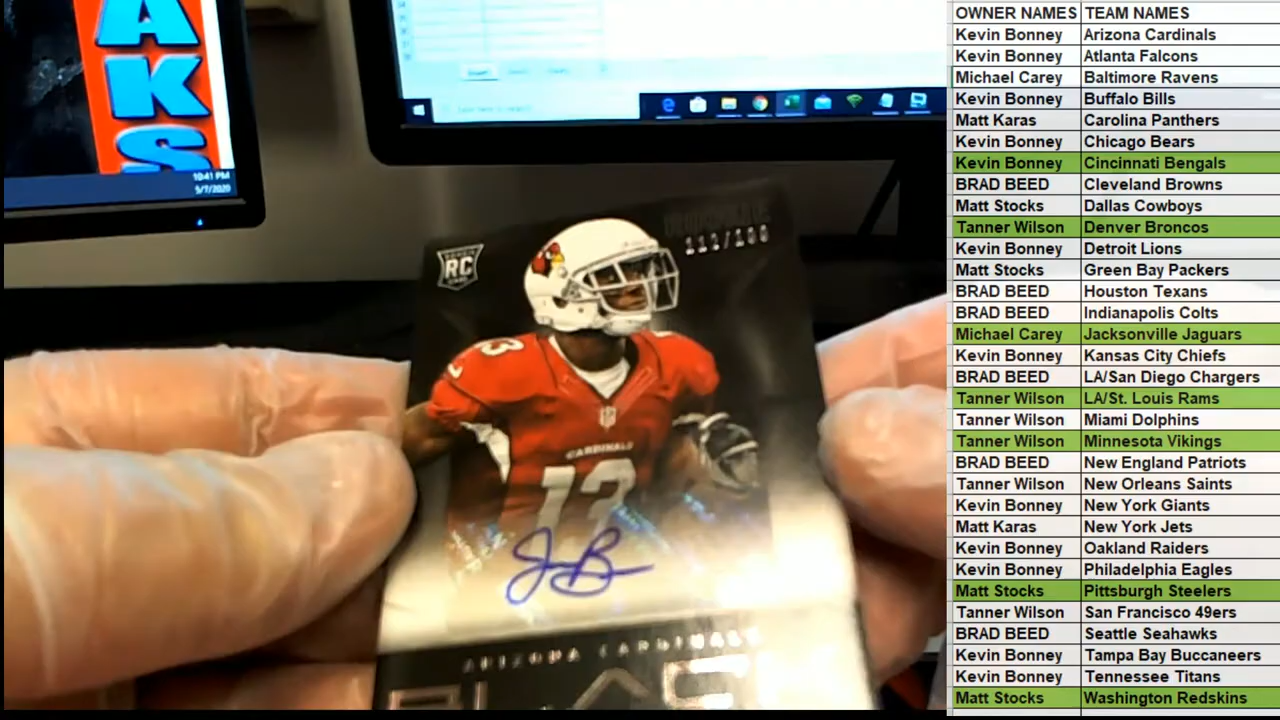 AKS
10:41 PM
5/7/2020
RC
13
CARDINALS
13
JB
ARIZONA CARDINALS
OWNER NAMES TEAM NAMES
Kevin Bonney Arizona Cardinals
Kevin Bonney Atlanta Falcons
Michael Carey Baltimore Ravens
Kevin Bonney Buffalo Bills
Matt Karas Carolina Panthers
Kevin Bonney Chicago Bears
Kevin Bonney Cincinnati Bengals
BRAD BEED Cleveland Browns
Matt Stocks Dallas Cowboys
Tanner Wilson Denver Broncos
Kevin Bonney Detroit Lions
Matt Stocks Green Bay Packers
BRAD BEED Houston Texans
BRAD BEED Indianapolis Colts
Michael Carey Jacksonville Jaguars
Kevin Bonney Kansas City Chiefs
BRAD BEED LA/San Diego Chargers
Tanner Wilson LA/St. Louis Rams
Tanner Wilson Miami Dolphins
Tanner Wilson Minnesota Vikings
BRAD BEED New England Patriots
Tanner Wilson New Orleans Saints
Kevin Bonney New York Giants
Matt Karas New York Jets
Kevin Bonney Oakland Raiders
Kevin Bonney Philadelphia Eagles
Matt Stocks Pittsburgh Steelers
Tanner Wilson San Francisco 49ers
BRAD BEED Seattle Seahawks
Kevin Bonney Tampa Bay Buccaneers
Kevin Bonney Tennessee Titans
Matt Stocks Washington Redskins